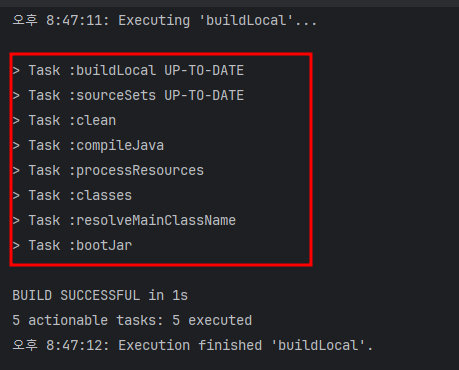 오후 8:47:11: Executing 'buildLocal'...
> Task :buildLocal UP-TO-DATE
> Task :sourceSets UP-TO-DATE
> Task :clean
> Task :compileJava
> Task :processResources
> Task :classes
> Task :resolveMainClassName
> Task :bootJar
BUILD SUCCESSFUL in 1s
5 actionable tasks: 5 executed
오후 8:47:12: Execution finished 'buildLocal'.